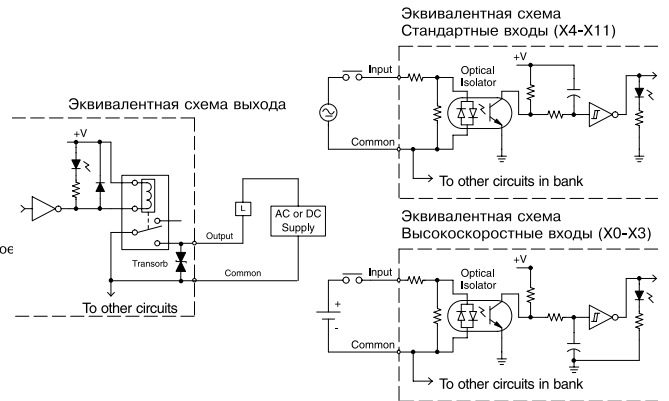 Эквивалентная схема
Стандартные входы (X4-X11)
+V
Input
Optical
Isolator
Common
To other circuits in bank
Эквивалентная схема выхода
+V
L
AC or DC
Supply
Output
Transorb
Common
ое
To other circuits
Эквивалентная схема
Высокоскоростные входы (X0-X3)
+V
Input
Optical
Isolator
+
-
Common
To other circuits in bank